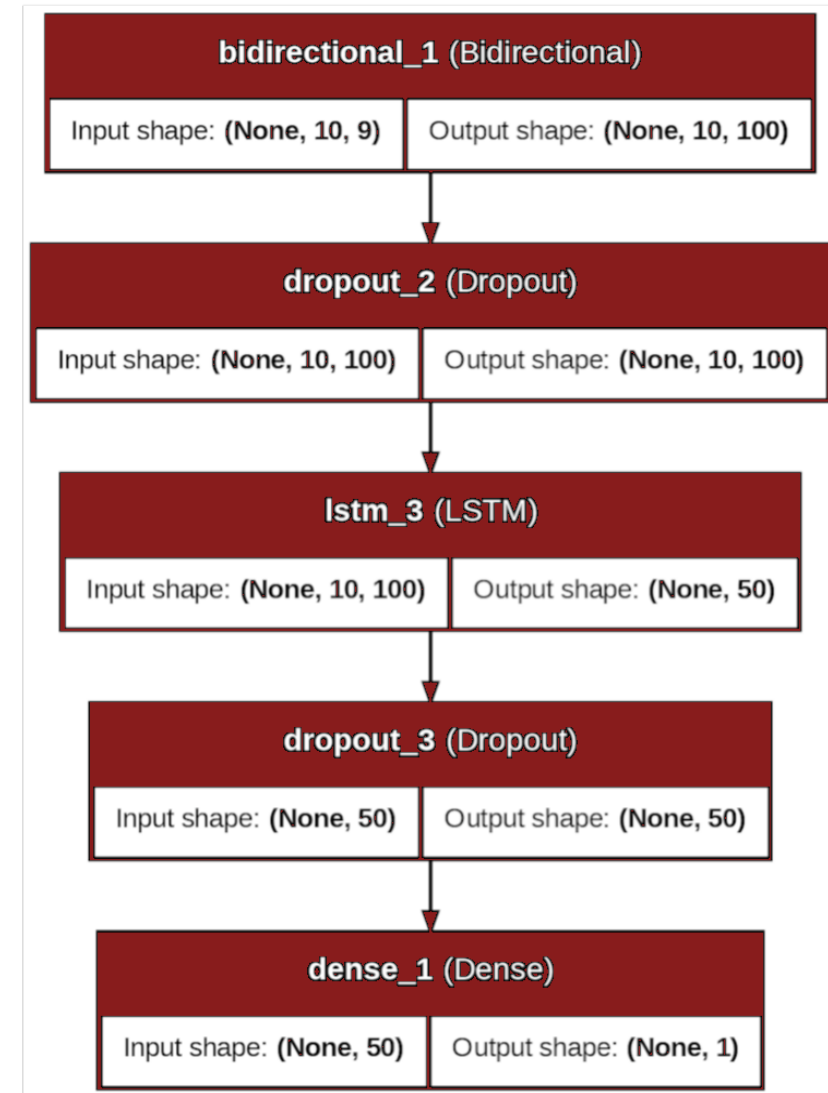 bidirectional_1 (Bidirectional)
Input shape: (None, 10, 9) Output shape: (None, 10, 100)
dropout_2 (Dropout)
Input shape: (None, 10, 100) Output shape: (None, 10, 100)
lstm_3 (LSTM)
Input shape: (None, 10, 100) Output shape: (None, 50)
dropout_3 (Dropout)
Input shape: (None, 50) Output shape: (None, 50)
dense_1 (Dense)
Input shape: (None, 50) Output shape: (None, 1)